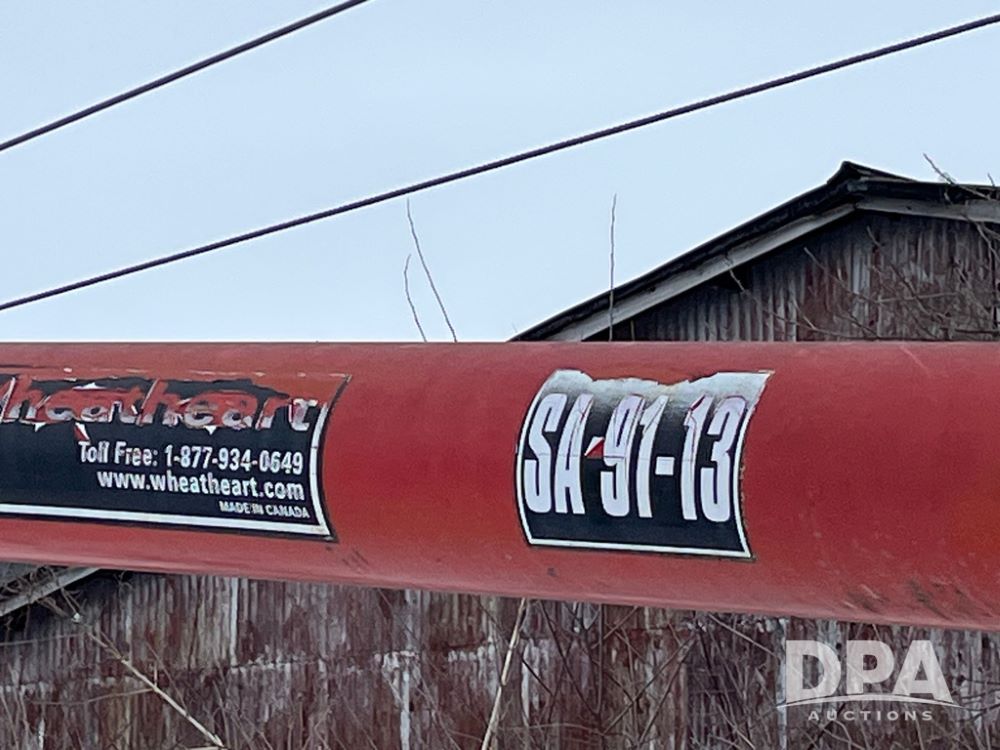 Wheatheart
Toll Free: 1-877-934-0649
www.wheatheart.com
MADE IN CANADA
SA-91-13
DPA
AUCTIONS